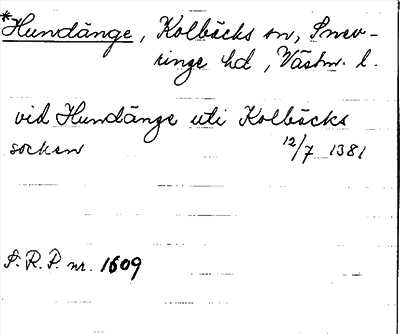 *Hundänge, Kolbäcks sn, Snev-
ringe hd, Västm. l.
vid Hundänge uti Kolbäcks
socken 12/7 1381
S.R.P. nr. 1609